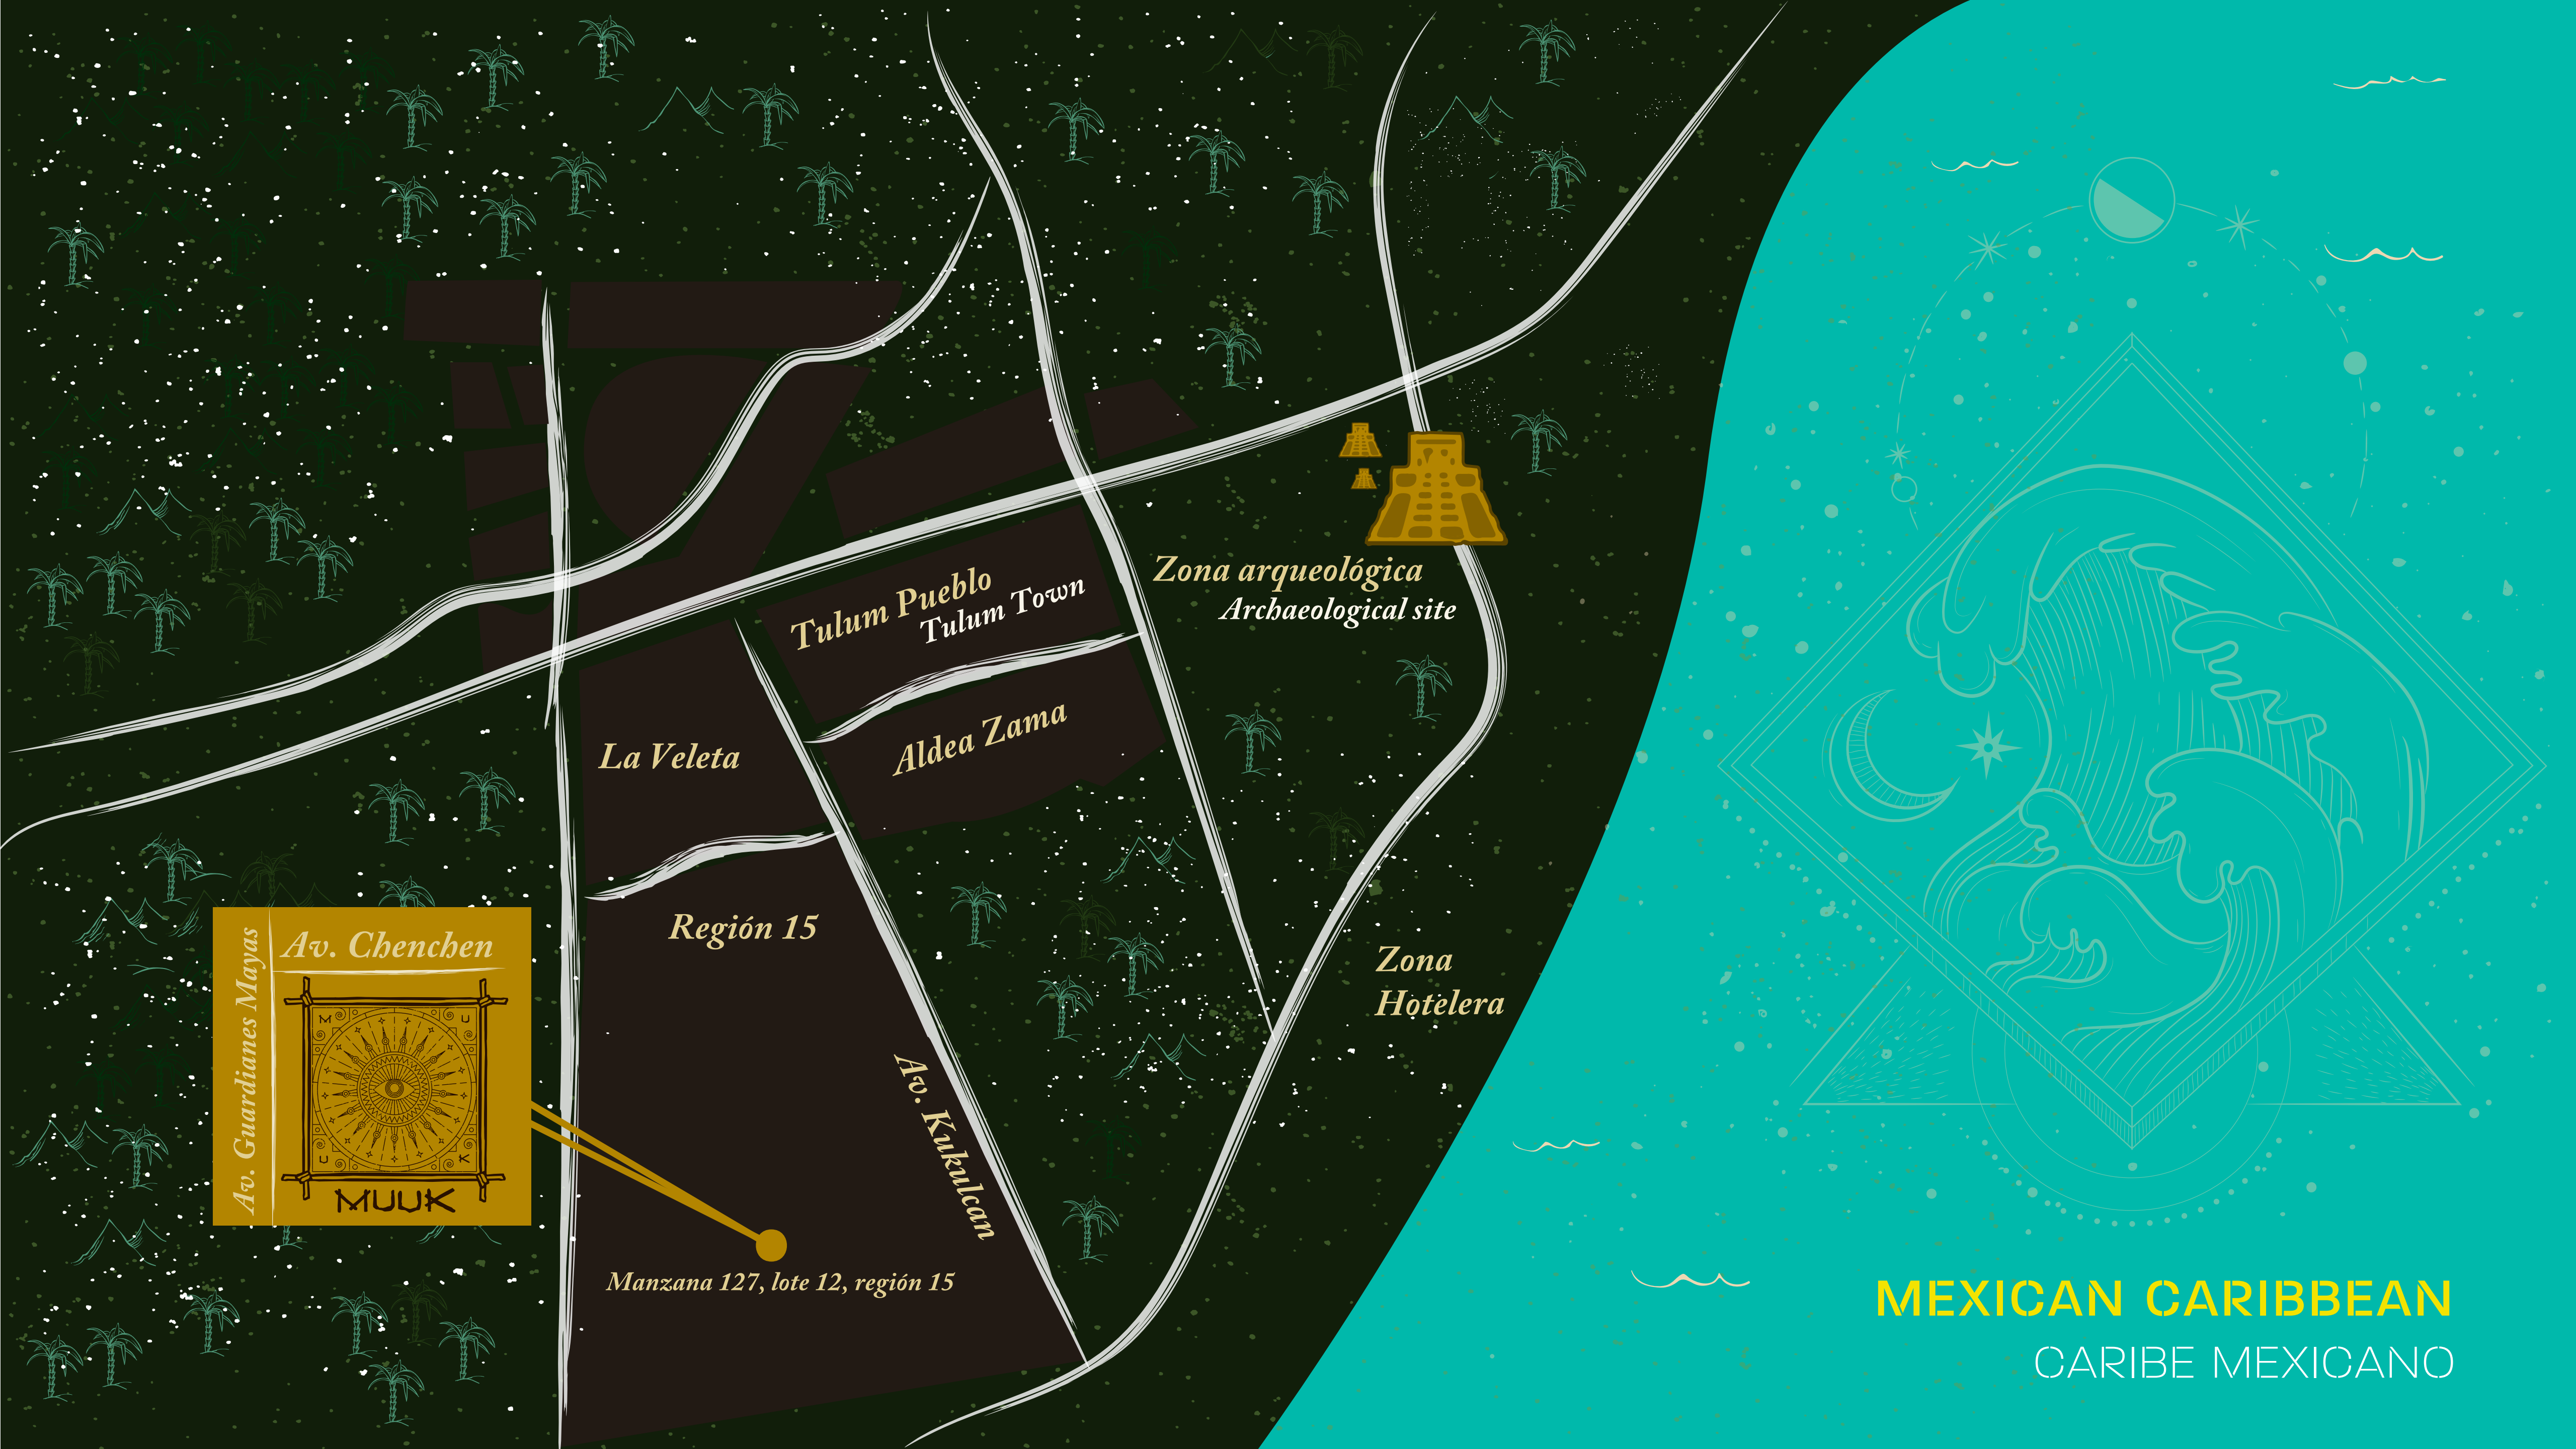 Tulum Pueblo
Tulum Town
Zona arqueológica
Archaeological site
La Veleta
Aldea Zama
Región 15
Zona
Hotelera
Av. Guardianes Mayas
Av. Chenchen
M U
U K
MUUK
Av. Kukulcan
Manzana 127, lote 12, región 15
MEXICAN CARIBBEAN
CARIBE MEXICANO